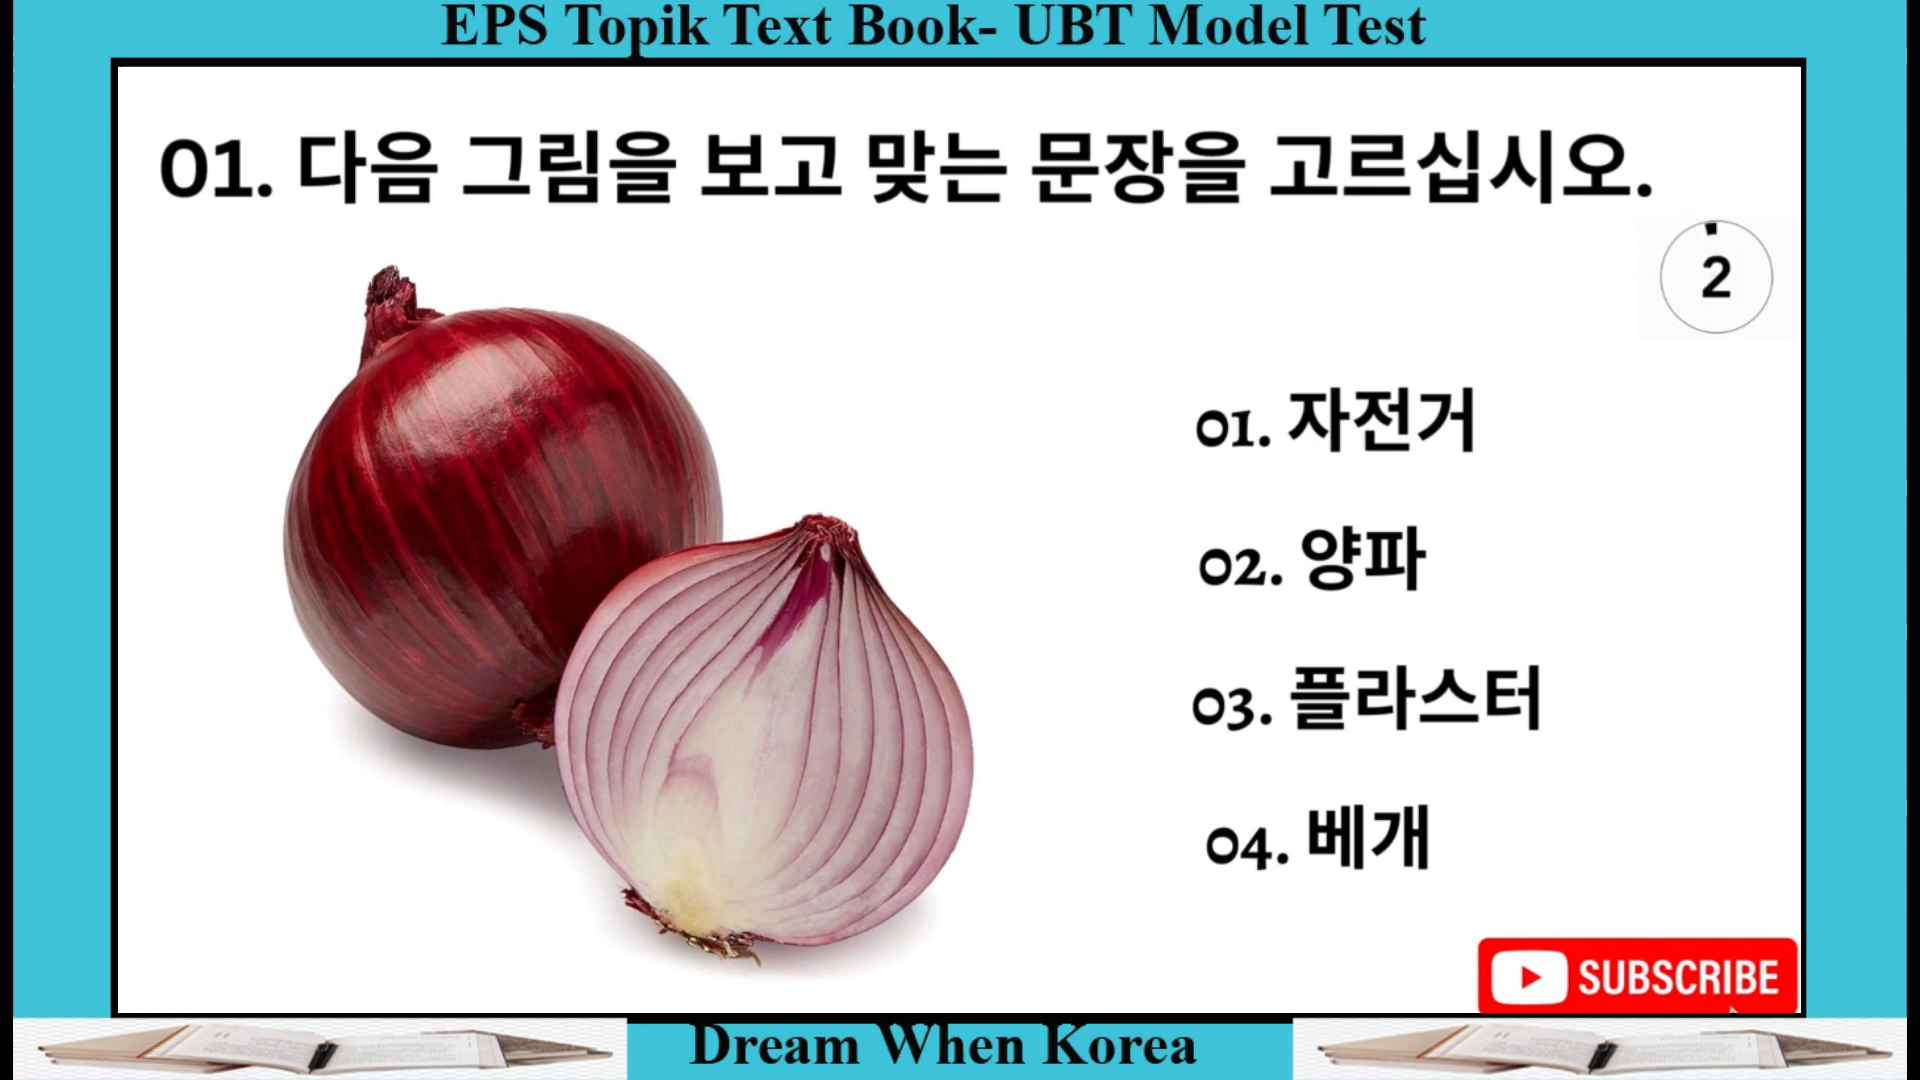 EPS Topik Text Book- UBT Model Test
01. 다음 그림을 보고 맞는 문장을 고르십시오.
2
01. 자전거
02. 양파
03. 플라스터
04. 베개
SUBSCRIBE
Dream When Korea